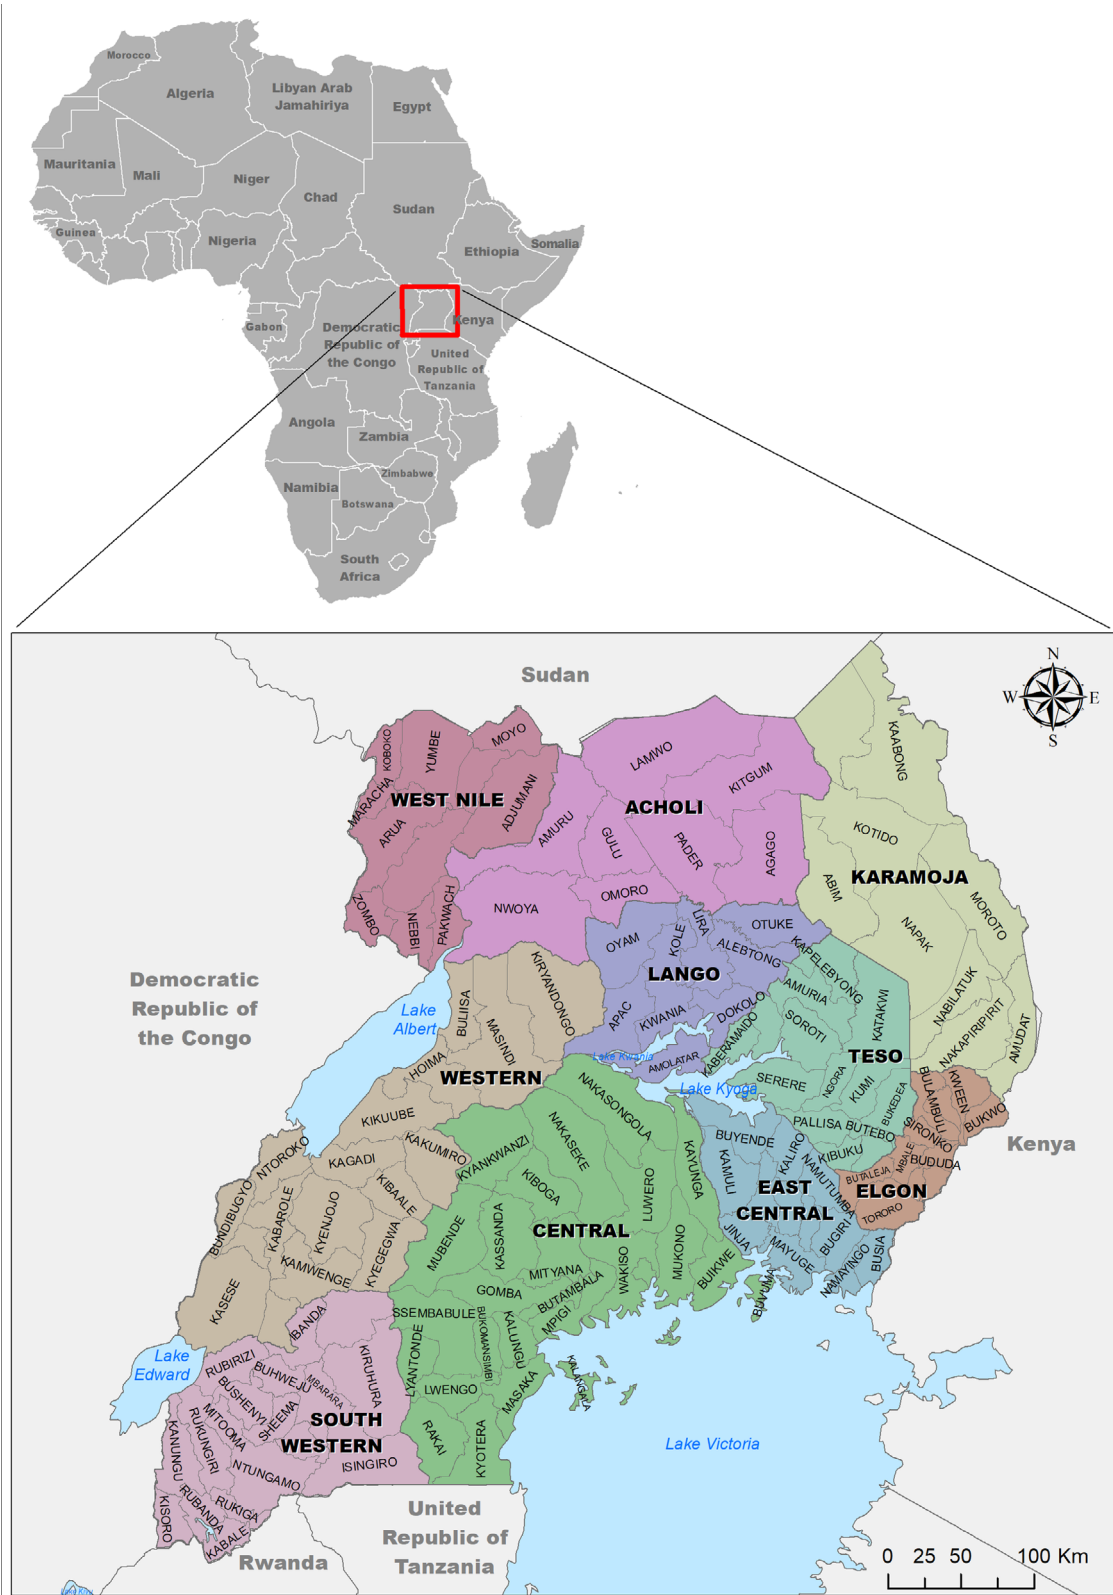 Morocco
Algeria
Libyan Arab
Jamahiriya
Egypt
Mauritania
Mali
Niger
Chad
Sudan
Guinea
Nigeria
Ethiopia
Somalia
Gabon
Democratic
Republic of
the Congo
Kenya
United
Republic of
Tanzania
Angola
Zambia
Zimbabwe
Namibia
Botswana
South
Africa
Sudan
N
W
E
S
KOBOKO
YUMBE
MOYO
MARACHA
WEST NILE
ADJUMANI
ARUA
ZOMBO
NEBBI
PAKWACH
LAMWO
KITGUM
ACHOLI
AMURU
GULU
PADER
AGAGO
OMORO
NWOYA
KAABONG
KOTIDO
KARAMOJA
ABIM
MOROTO
NAPAK
NABILATUK
NAKAPIRIPIRIT
AMUDAT
OTUKE
LIRA
KOLE
OYAM
ALEBTONG
LANGO
APAC
KWANIA
DOKOLO
Lake Kwania
AMOLATAR
KAPELEBYONG
AMURIA
KATAKWI
SOROTI
KABERAMAIDO
TESO
Lake Kyoga
SERERE
NGORA
KUMI
BUKEDEA
PALLISA
BUTEBO
KIBUKU
Democratic
Republic of
the Congo
Lake
Albert
BULIISA
KIRYANDONGO
MASINDI
HOIMA
WESTERN
KIKUUBE
KAKUMIRO
NTOROKO
KAGADI
KIBAALE
BUNDIBUGYO
KABAROLE
KYENJOJO
KYEGEGWA
KAMWENGE
KASESE
BULAMBULI
KWEEN
BUKWO
SIRONKO
MBALE
BUDUDA
BUTALEJA
ELGON
TORORO
Kenya
NAKASONGOLA
NAKASEKE
KYANKWANZI
KIBOGA
LUWERO
KAYUNGA
CENTRAL
MUBENDE
KASSANDA
MITYANA
WAKISO
MUKONO
BUIKWE
GOMBA
BUTAMBALA
MPIGI
SSEMBABULE
BUKOMANSIMBI
KALUNGU
LYANTONDE
LWENGO
MASAKA
RAKAI
KYOTERA
KALANGALA
BUVUMA
BUYENDE
KALIRO
KAMULI
NAMUTUMBA
EAST
CENTRAL
JINJA
MAYUGE
BUGIRI
NAMAYINGO
BUSIA
Lake
Edward
IBANDA
RUBIRIZI
BUHWEJU
KIRUHURA
MBARARA
BUSHENYI
SHEEMA
MITOOMA
RUKUNGIRI
KANUNGU
SOUTH
WESTERN
ISINGIRO
NTUNGAMO
RUKIGA
RUBANDA
KISORO
KABALE
Lake Victoria
United
Republic of
Tanzania
Rwanda
Lake Kivu
0 25 50 100 Km